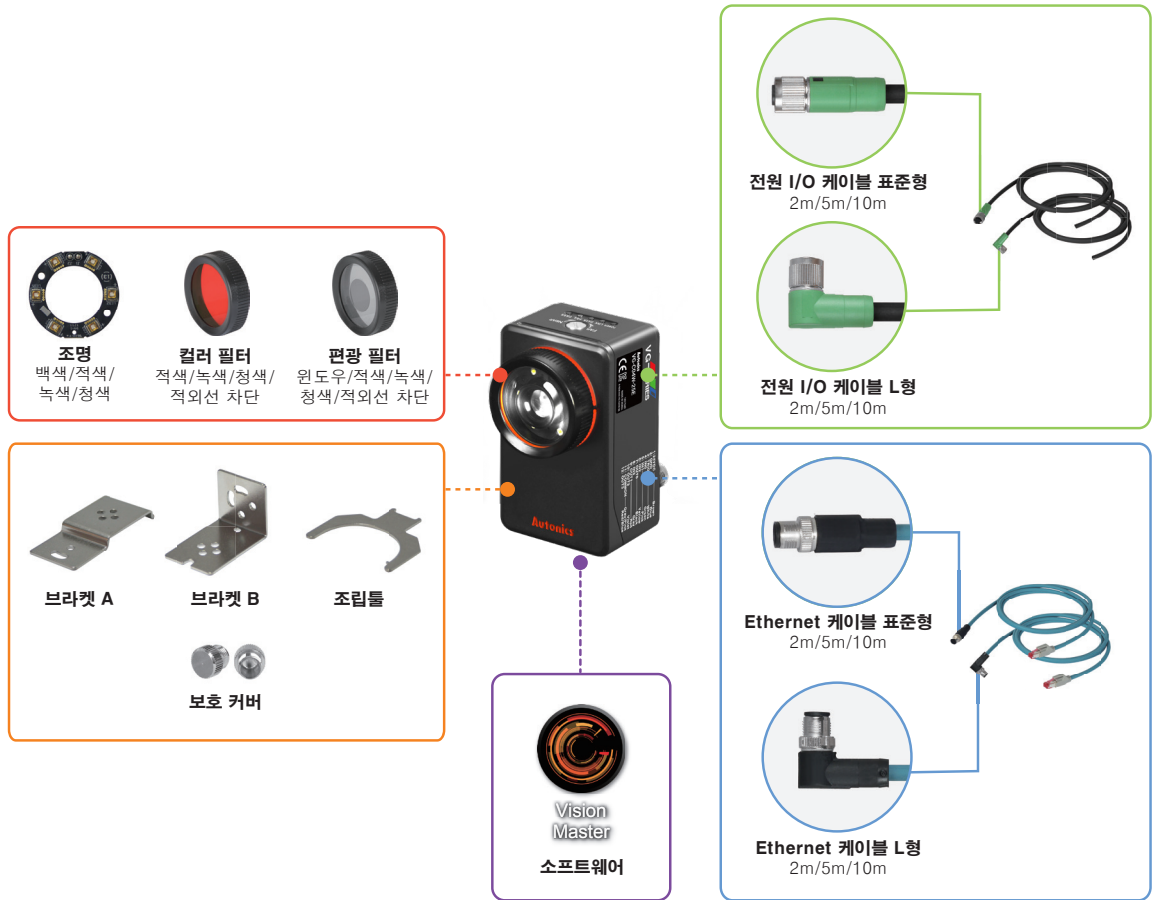 전원 I/O 케이블 표준형
2m/5m/10m
전원 I/O 케이블 L형
2m/5m/10m
조명
백색/적색/
녹색/청색
컬러 필터
적색/녹색/청색/
적외선 차단
편광 필터
윈도우/적색/녹색/
청색/적외선 차단
브라켓 A
브라켓 B
조립툴
보호 커버
Autonics
Vision
Master
소프트웨어
Ethernet 케이블 표준형
2m/5m/10m
Ethernet 케이블 L형
2m/5m/10m